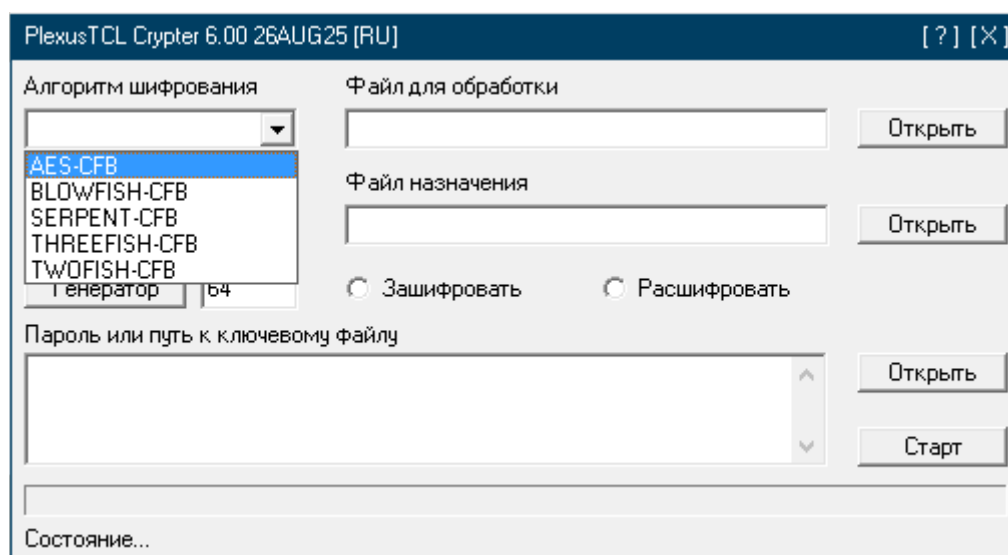 PlexusTCL Crypter 6.00 26AUG25 [RU] [ ? ] [X]
Алгоритм шифрования
Файл для обработки
Открыть
AES-CFB
BLOWFISH-CFB
SERPENT-CFB
THREEFISH-CFB
TWOFISH-CFB
Файл назначения
Открыть
Генератор 64
Зашифровать Расшифровать
Пароль или путь к ключевому файлу
Открыть
Старт
Состояние...